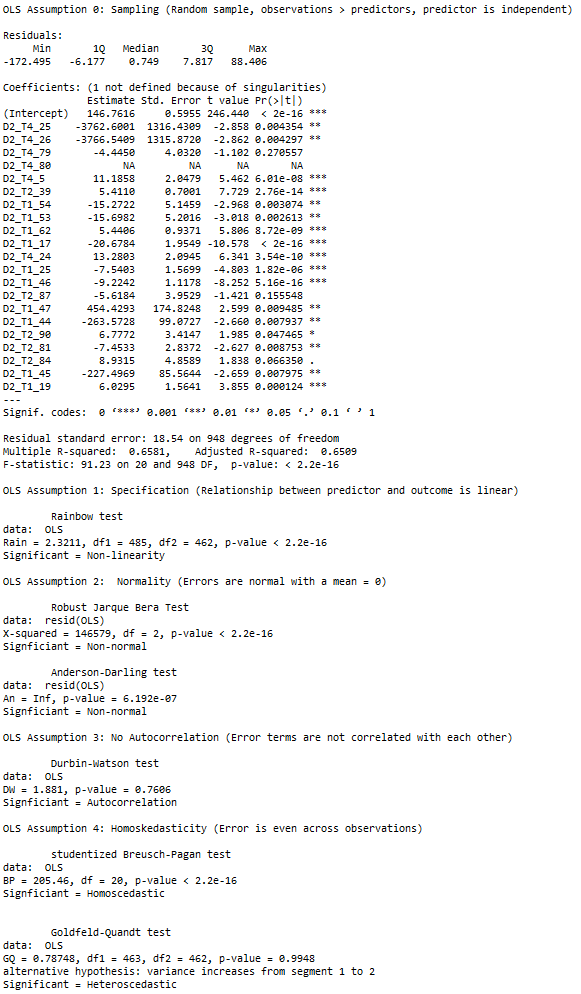 OLS Assumption 0: Sampling (Random sample, observations > predictors, predictor is independent)
Residuals:
Min 1Q Median 3Q Max
-172.495 -6.177 0.749 7.817 88.406
Coefficients: (1 not defined because of singularities)
Estimate Std. Error t value Pr(>|t|)
(Intercept) 146.7616 0.5955 246.440 < 2e-16 ***
D2_T4_25 -3762.6001 1316.4309 -2.858 0.004354 **
D2_T4_26 -3766.5409 1315.8720 -2.862 0.004297 **
D2_T4_79 -4.4450 4.0320 -1.102 0.270557
D2_T4_80 NA NA NA NA
D2_T4_5 11.1858 2.0479 5.462 6.01e-08 ***
D2_T2_39 5.4110 0.7001 7.729 2.76e-14 ***
D2_T1_54 -15.2722 5.1459 -2.968 0.003074 **
D2_T1_53 -15.6982 5.2016 -3.018 0.002613 **
D2_T1_62 5.4406 0.9371 5.806 8.72e-09 ***
D2_T1_17 -20.6784 1.9549 -10.578 < 2e-16 ***
D2_T4_24 13.2803 2.0945 6.341 3.54e-10 ***
D2_T1_25 -7.5403 1.5699 -4.803 1.82e-06 ***
D2_T1_46 -9.2242 1.1178 -8.252 5.16e-16 ***
D2_T2_87 -5.6184 3.9529 -1.421 0.155548
D2_T1_47 454.4293 174.8248 2.599 0.009485 **
D2_T1_44 -263.5728 99.0727 -2.660 0.007937 **
D2_T2_90 6.7772 3.4147 1.985 0.047465 *
D2_T2_81 -7.4533 2.8372 -2.627 0.008753 **
D2_T2_84 8.9315 4.8589 1.838 0.066350 .
D2_T1_45 -227.4969 85.5644 -2.659 0.007975 **
D2_T1_19 6.0295 1.5641 3.855 0.000124 ***
---
Signif. codes: 0 ‘***’ 0.001 ‘**’ 0.01 ‘*’ 0.05 ‘.’ 0.1 ‘ ’ 1
Residual standard error: 18.54 on 948 degrees of freedom
Multiple R-squared: 0.6581, Adjusted R-squared: 0.6509
F-statistic: 91.23 on 20 and 948 DF, p-value: < 2.2e-16
OLS Assumption 1: Specification (Relationship between predictor and outcome is linear)
Rainbow test
data: OLS
Rain = 2.3211, df1 = 485, df2 = 462, p-value < 2.2e-16
Significant = Non-linearity
OLS Assumption 2: Normality (Errors are normal with a mean = 0)
Robust Jarque Bera Test
data: resid(OLS)
X-squared = 146579, df = 2, p-value < 2.2e-16
Signficiant = Non-normal
Anderson-Darling test
data: resid(OLS)
An = Inf, p-value = 6.192e-07
Signficiant = Non-normal
OLS Assumption 3: No Autocorrelation (Error terms are not correlated with each other)
Durbin-Watson test
data: OLS
DW = 1.881, p-value = 0.7606
Signficiant = Autocorrelation
OLS Assumption 4: Homoskedasticity (Error is even across observations)
studentized Breusch-Pagan test
data: OLS
BP = 205.46, df = 20, p-value < 2.2e-16
Signficiant = Homoscedastic
Goldfeld-Quandt test
data: OLS
GQ = 0.78748, df1 = 463, df2 = 462, p-value = 0.9948
alternative hypothesis: variance increases from segment 1 to 2
Significant = Heteroscedastic